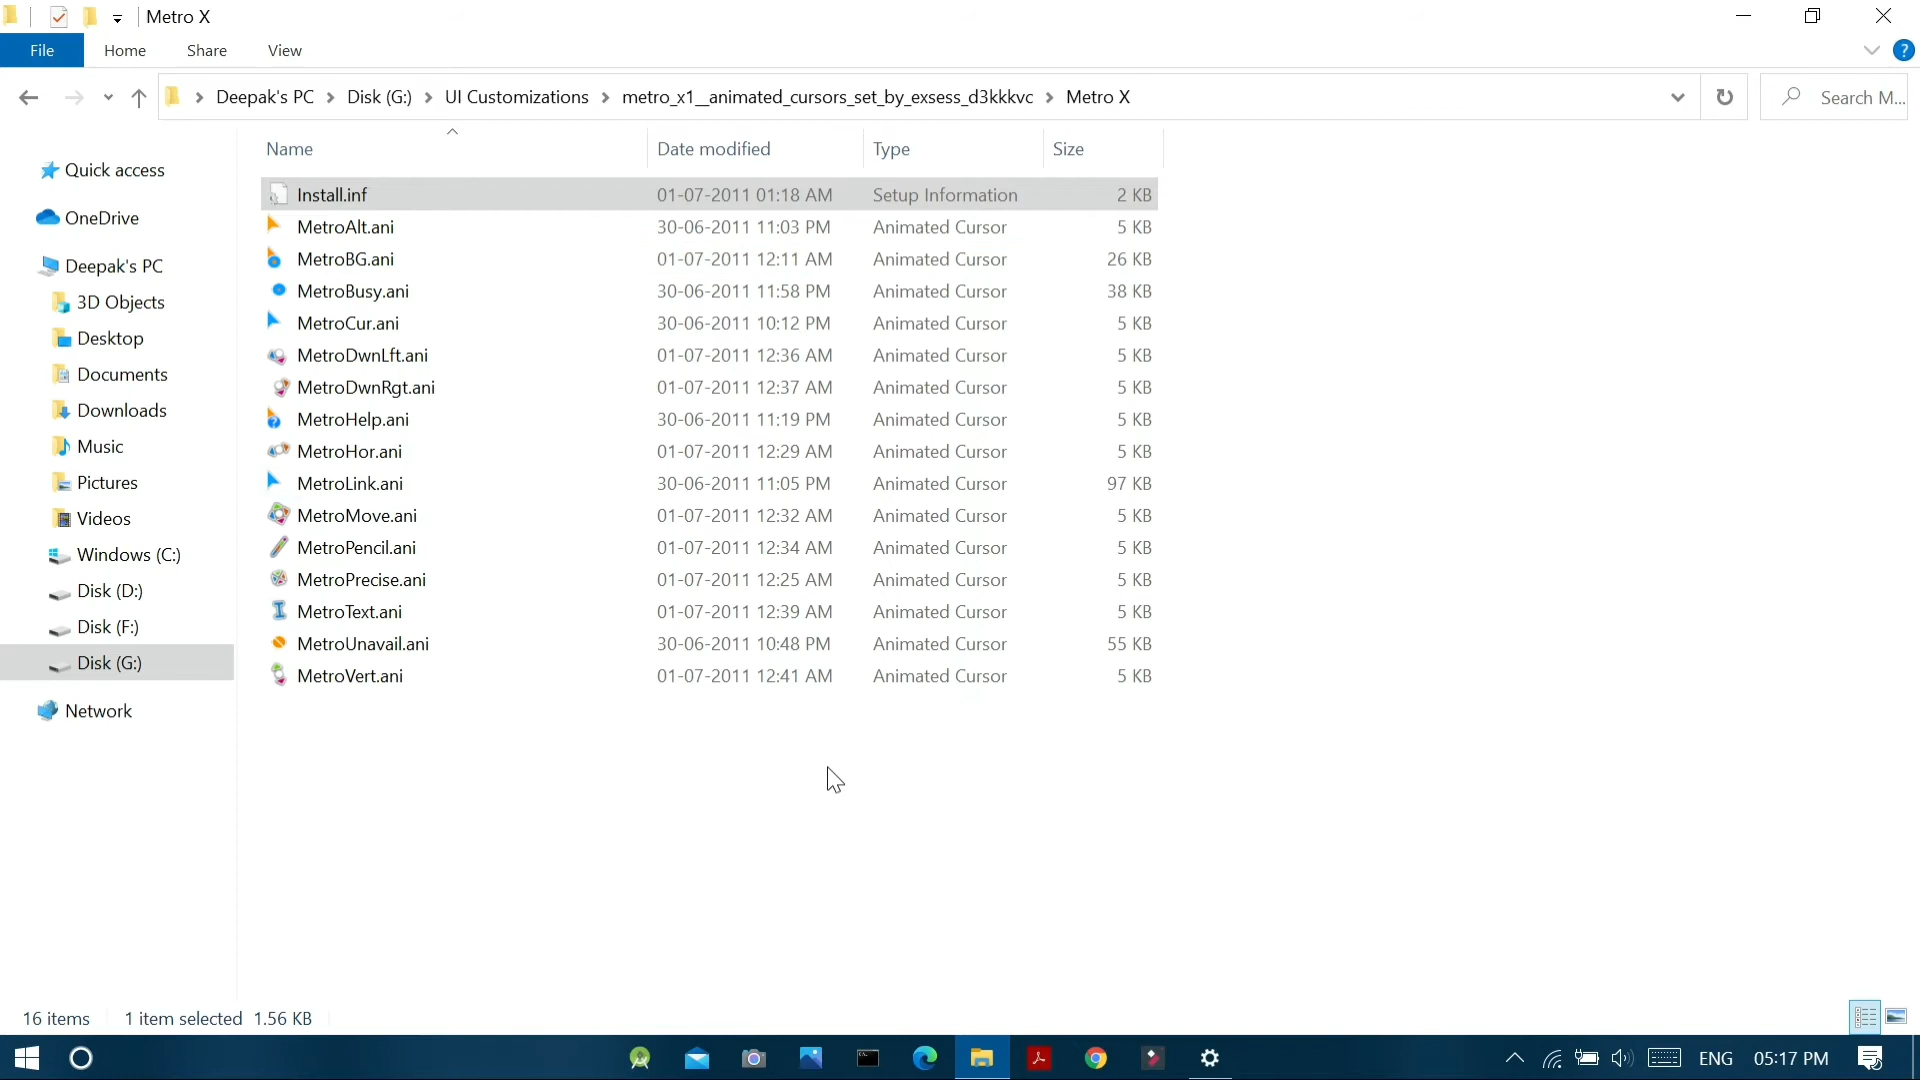 Metro X
File Home Share View
Deepak's PC > Disk (G:) > UI Customizations > metro_x1__animated_cursors_set_by_exsess_d3kkkvc > Metro X
Search M...
Name Date modified Type Size
Quick access
OneDrive
Deepak's PC
3D Objects
Desktop
Documents
Downloads
Music
Pictures
Videos
Windows (C:)
Disk (D:)
Disk (F:)
Disk (G:)
Network
Install.inf 01-07-2011 01:18 AM Setup Information 2 KB
MetroAlt.ani 30-06-2011 11:03 PM Animated Cursor 5 KB
MetroBG.ani 01-07-2011 12:11 AM Animated Cursor 26 KB
MetroBusy.ani 30-06-2011 11:58 PM Animated Cursor 38 KB
MetroCur.ani 30-06-2011 10:12 PM Animated Cursor 5 KB
MetroDwnLft.ani 01-07-2011 12:36 AM Animated Cursor 5 KB
MetroDwnRgt.ani 01-07-2011 12:37 AM Animated Cursor 5 KB
MetroHelp.ani 30-06-2011 11:19 PM Animated Cursor 5 KB
MetroHor.ani 01-07-2011 12:29 AM Animated Cursor 5 KB
MetroLink.ani 30-06-2011 11:05 PM Animated Cursor 97 KB
MetroMove.ani 01-07-2011 12:32 AM Animated Cursor 5 KB
MetroPencil.ani 01-07-2011 12:34 AM Animated Cursor 5 KB
MetroPrecise.ani 01-07-2011 12:25 AM Animated Cursor 5 KB
MetroText.ani 01-07-2011 12:39 AM Animated Cursor 5 KB
MetroUnavail.ani 30-06-2011 10:48 PM Animated Cursor 55 KB
MetroVert.ani 01-07-2011 12:41 AM Animated Cursor 5 KB
16 items 1 item selected 1.56 KB
ENG 05:17 PM